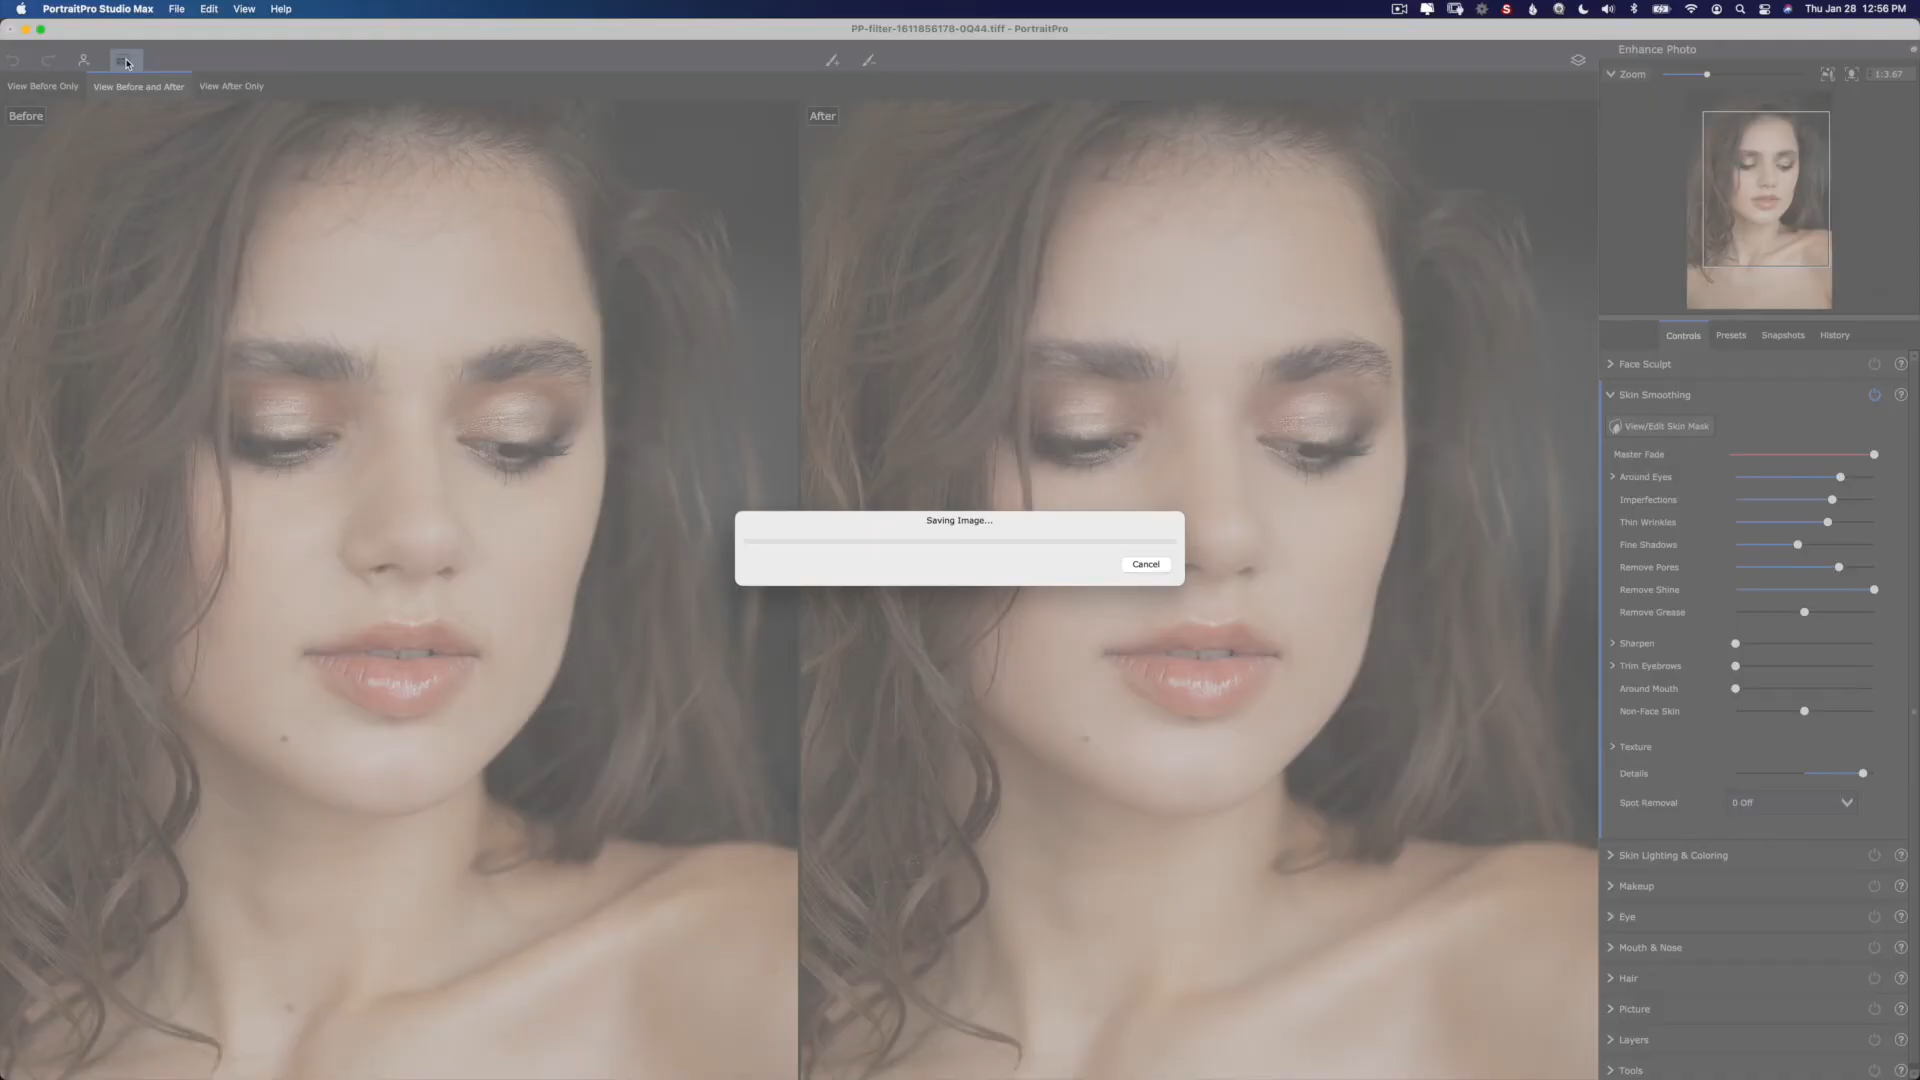 PortraitPro Studio Max File Edit View Help Thu Jan 28 12:56 PM
PP-filter-1611856178-0Q44.tiff - PortraitPro
Enhance Photo
Zoom 1:3.67
View Before Only View Before and After View After Only
Before After
Controls Presets Snapshots History
Face Sculpt ?
Skin Smoothing ?
View/Edit Skin Mask
Master Fade
Around Eyes
Imperfections
Saving Image...
Thin Wrinkles
Fine Shadows
Cancel
Remove Pores
Remove Shine
Remove Grease
Sharpen
Trim Eyebrows
Around Mouth
Non-Face Skin
Texture
Details
Spot Removal 0 Off
Skin Lighting & Coloring ?
Makeup ?
Eye ?
Mouth & Nose ?
Hair ?
Picture ?
Layers ?
Tools ?